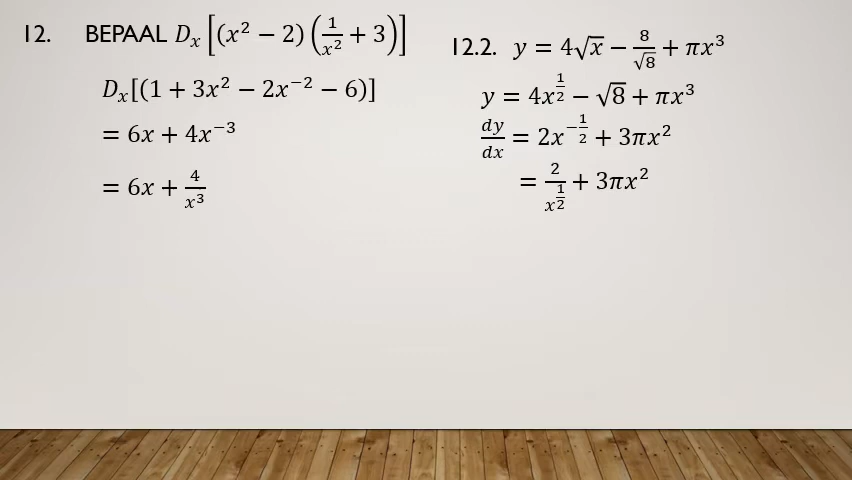 12. BEPAAL Dₓ [(x² − 2)(1/x² + 3)]
Dₓ[(1 + 3x² − 2x⁻² − 6)]
= 6x + 4x⁻³
= 6x + 4/x³
12.2. y = 4√x − 8/√8 + πx³
y = 4x^(1/2) − √8 + πx³
dy/dx = 2x^(−1/2) + 3πx²
= 2/x^(1/2) + 3πx²